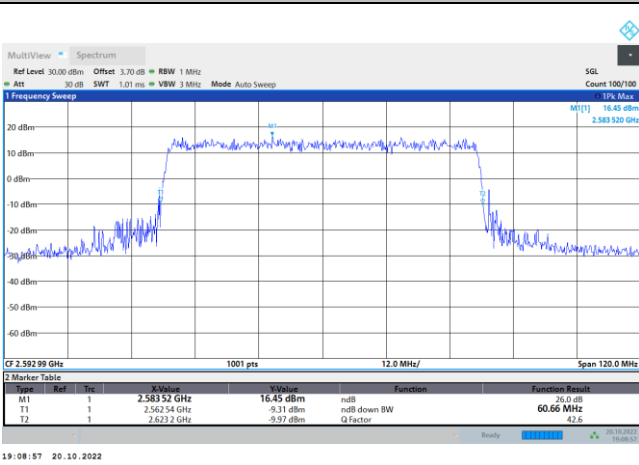 MultiView Spectrum
Ref Level 30.00 dBm Offset 3.70 dB RBW 1 MHz SGL
Att 30 dB SWT 1.01 ms VBW 3 MHz Mode Auto Sweep Count 100/100
1 Frequency Sweep 1Pk Max
M1[1] 16.45 dBm
2.583 520 GHz
M1
20 dBm
10 dBm
0 dBm
T1 T2
-10 dBm
-20 dBm
-30 dBm
-40 dBm
-50 dBm
-60 dBm
CF 2.592 99 GHz 1001 pts 12.0 MHz/ Span 120.0 MHz
2 Marker Table
Type Ref Trc X-Value Y-Value Function Function Result
M1 1 2.583 52 GHz 16.45 dBm ndB 26.0 dB
T1 1 2.562 54 GHz -9.31 dBm ndB down BW 60.66 MHz
T2 1 2.623 2 GHz -9.97 dBm Q Factor 42.6
Ready 20.10.2022
19:08:57
19:08:57 20.10.2022